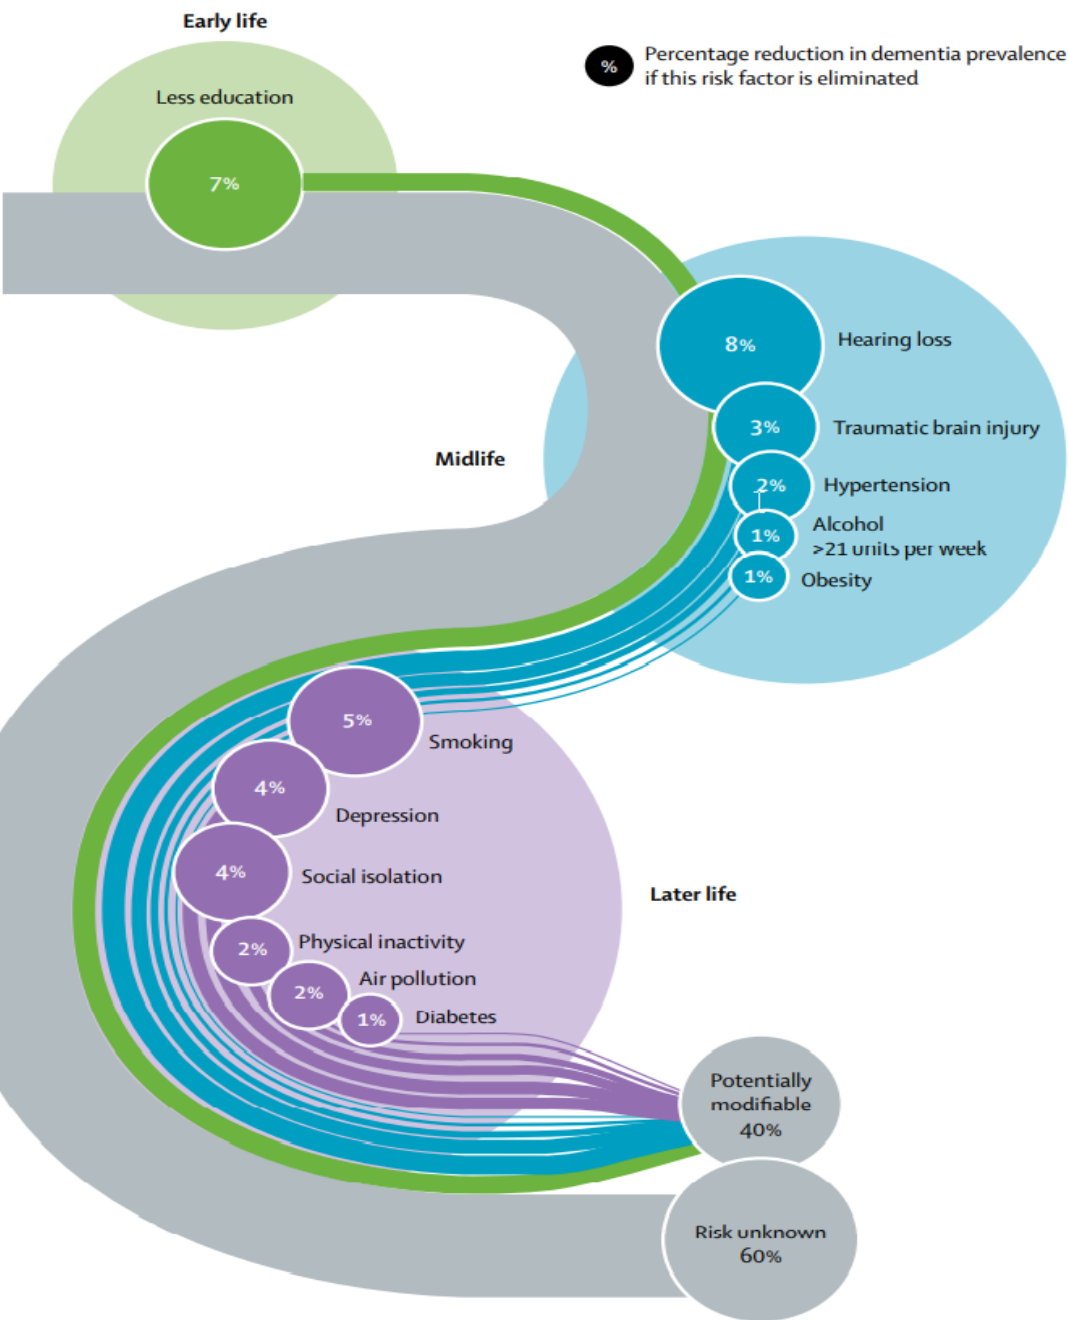 Early life
%
Percentage reduction in dementia prevalence
if this risk factor is eliminated
Less education
7%
8%
Hearing loss
3%
Traumatic brain injury
Midlife
2%
Hypertension
1%
Alcohol
>21 units per week
1%
Obesity
5%
Smoking
4%
Depression
4%
Social isolation
Later life
2%
Physical inactivity
2%
Air pollution
1%
Diabetes
Potentially
modifiable
40%
Risk unknown
60%